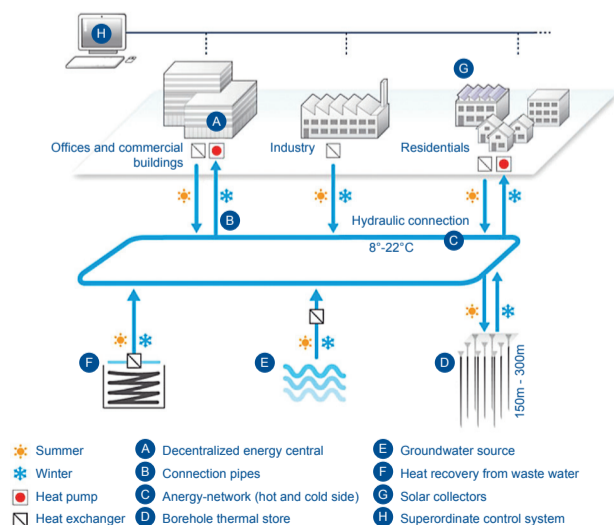 H
G
A
Offices and commercial
buildings
Industry
Residentials
B
Hydraulic connection
C
8°-22°C
F
E
D
150m - 300m
Summer
Winter
Heat pump
Heat exchanger
A Decentralized energy central
B Connection pipes
C Anergy-network (hot and cold side)
D Borehole thermal store
E Groundwater source
F Heat recovery from waste water
G Solar collectors
H Superordinate control system